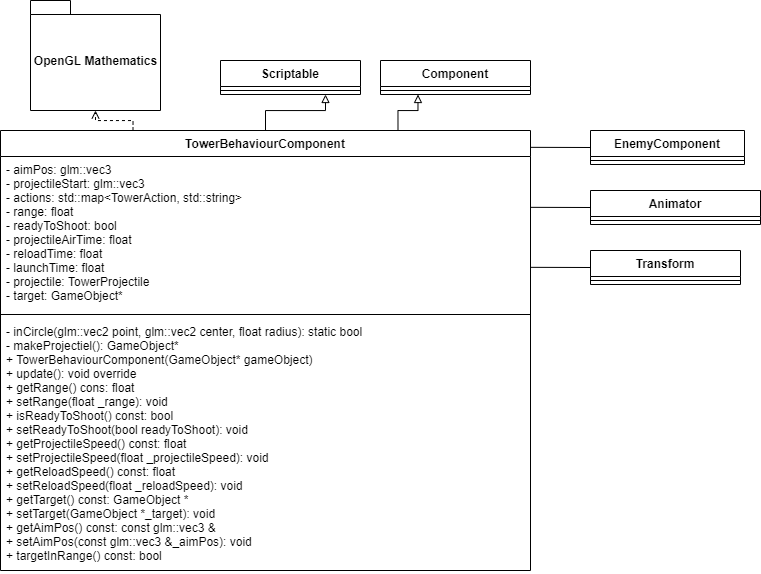 OpenGL Mathematics
Scriptable
Component
TowerBehaviourComponent
- aimPos: glm::vec3
- projectileStart: glm::vec3
- actions: std::map<TowerAction, std::string>
- range: float
- readyToShoot: bool
- projectileAirTime: float
- reloadTime: float
- launchTime: float
- projectile: TowerProjectile
- target: GameObject*
- inCircle(glm::vec2 point, glm::vec2 center, float radius): static bool
- makeProjectiel(): GameObject*
+ TowerBehaviourComponent(GameObject* gameObject)
+ update(): void override
+ getRange() cons: float
+ setRange(float _range): void
+ isReadyToShoot() const: bool
+ setReadyToShoot(bool readyToShoot): void
+ getProjectileSpeed() const: float
+ setProjectileSpeed(float _projectileSpeed): void
+ getReloadSpeed() const: float
+ setReloadSpeed(float _reloadSpeed): void
+ getTarget() const: GameObject *
+ setTarget(GameObject *_target): void
+ getAimPos() const: const glm::vec3 &
+ setAimPos(const glm::vec3 &_aimPos): void
+ targetInRange() const: bool
EnemyComponent
Animator
Transform